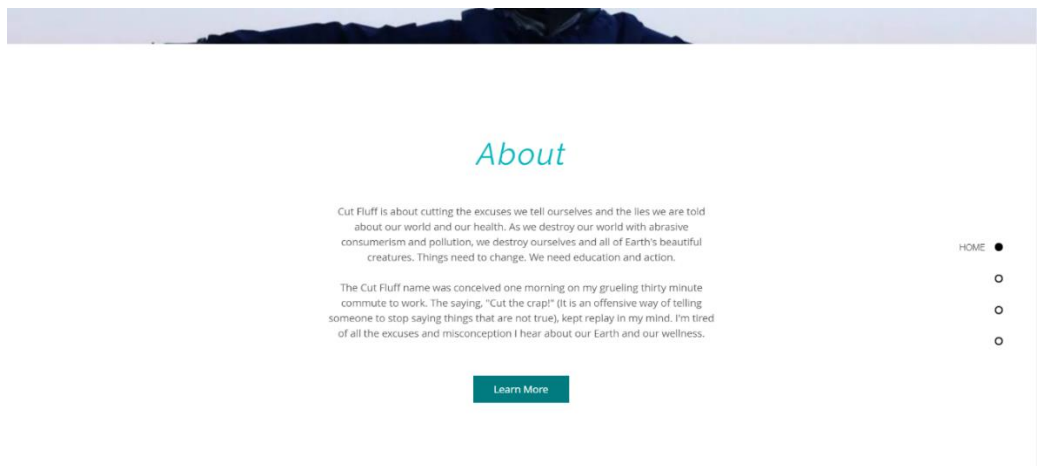 About
Cut Fluff is about cutting the excuses we tell ourselves and the lies we are told
about our world and our health. As we destroy our world with abrasive
consumerism and pollution, we destroy ourselves and all of Earth's beautiful
creatures. Things need to change. We need education and action.
The Cut Fluff name was conceived one morning on my grueling thirty minute
commute to work. The saying, "Cut the crap!" (It is an offensive way of telling
someone to stop saying things that are not true), kept replay in my mind. I'm tired
of all the excuses and misconception I hear about our Earth and our wellness.
HOME
Learn More